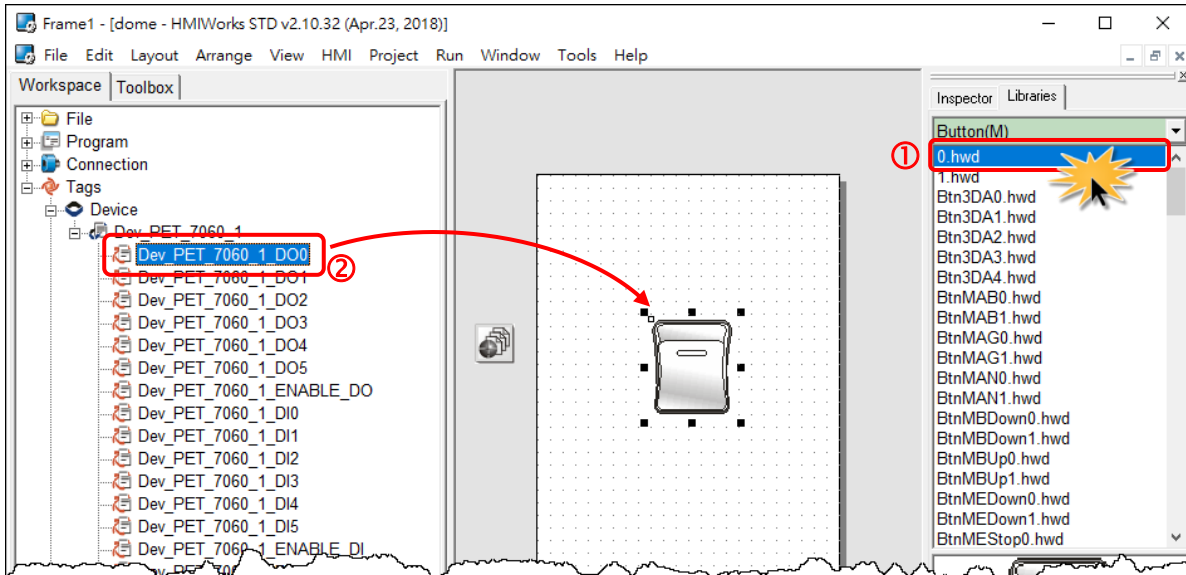 Frame1 - [dome - HMIWorks STD v2.10.32 (Apr.23, 2018)]
File Edit Layout Arrange View HMI Project Run Window Tools Help
Workspace Toolbox
File
Program
Connection
Tags
Device
Dev_PET_7060_1
Dev_PET_7060_1_DO0
②
Dev_PET_7060_1_DO1
Dev_PET_7060_1_DO2
Dev_PET_7060_1_DO3
Dev_PET_7060_1_DO4
Dev_PET_7060_1_DO5
Dev_PET_7060_1_ENABLE_DO
Dev_PET_7060_1_DI0
Dev_PET_7060_1_DI1
Dev_PET_7060_1_DI2
Dev_PET_7060_1_DI3
Dev_PET_7060_1_DI4
Dev_PET_7060_1_DI5
Dev_PET_7060_1_ENABLE_DI
Inspector Libraries
Button(M)
①
0.hwd
1.hwd
Btn3DA0.hwd
Btn3DA1.hwd
Btn3DA2.hwd
Btn3DA3.hwd
Btn3DA4.hwd
BtnMAB0.hwd
BtnMAB1.hwd
BtnMAG0.hwd
BtnMAG1.hwd
BtnMAN0.hwd
BtnMAN1.hwd
BtnMBDown0.hwd
BtnMBDown1.hwd
BtnMBUp0.hwd
BtnMBUp1.hwd
BtnMEDown0.hwd
BtnMEDown1.hwd
BtnMEStop0.hwd